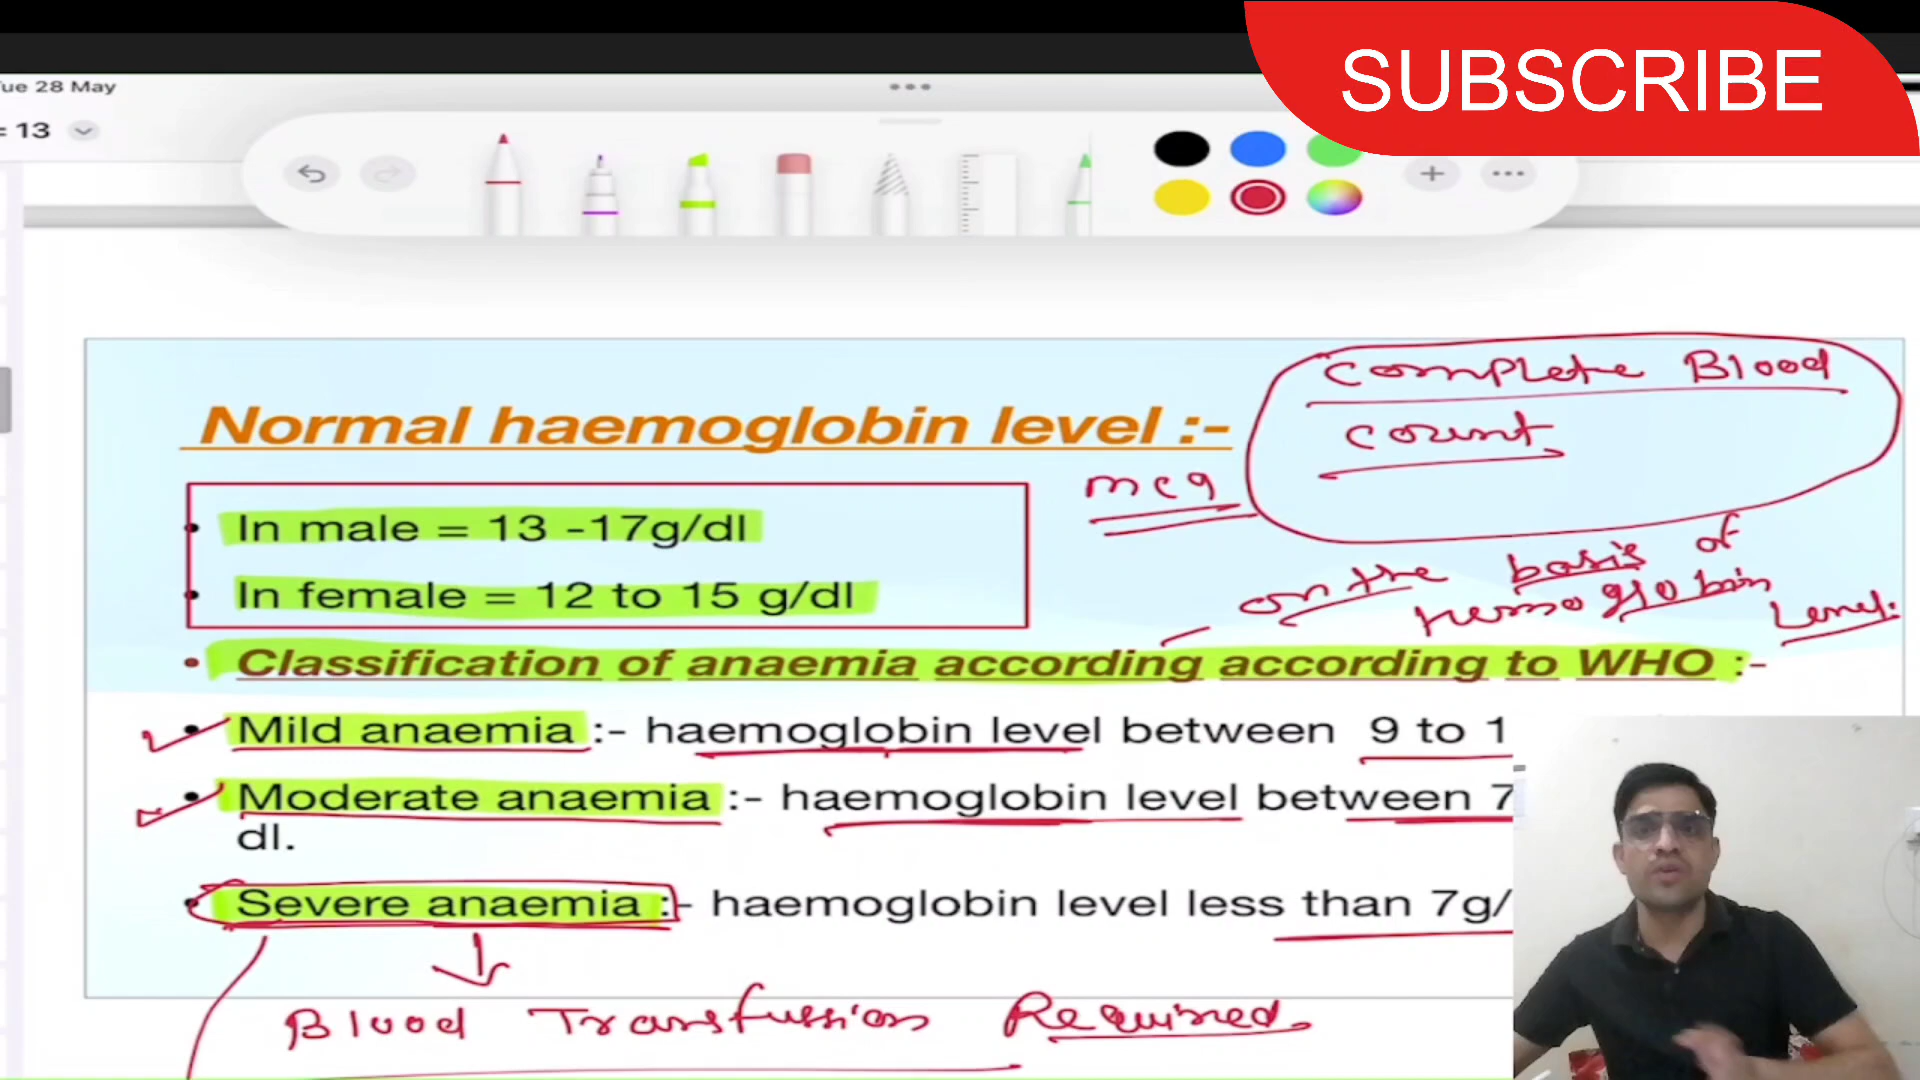 SUBSCRIBE
Tue 28 May
= 13
Complete Blood
count
Normal haemoglobin level :-
mcq
• In male = 13 -17g/dl
on the basis of
• In female = 12 to 15 g/dl
hemoglobin
Level:
• Classification of anaemia according according to WHO :-
• Mild anaemia :- haemoglobin level between 9 to 1
• Moderate anaemia :- haemoglobin level between 7
dl.
• Severe anaemia :- haemoglobin level less than 7g/
Blood Transfussion Required.